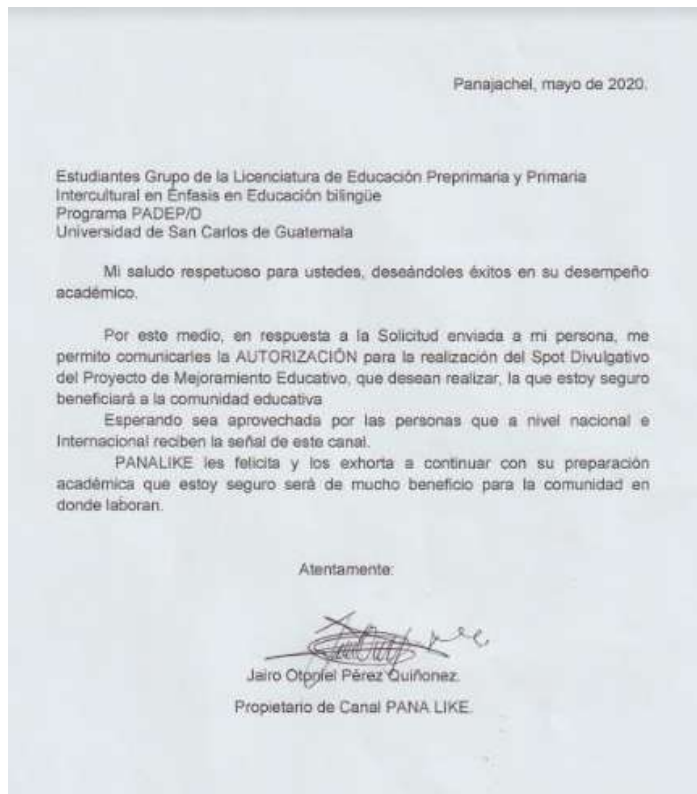 Panajachel, mayo de 2020.
Estudiantes Grupo de la Licenciatura de Educación Preprimaria y Primaria
Intercultural en Énfasis en Educación bilingüe
Programa PADEP/D
Universidad de San Carlos de Guatemala
Mi saludo respetuoso para ustedes, deseándoles éxitos en su desempeño
académico.
Por este medio, en respuesta a la Solicitud enviada a mi persona, me
permito comunicarles la AUTORIZACIÓN para la realización del Spot Divulgativo
del Proyecto de Mejoramiento Educativo, que desean realizar, la que estoy seguro
beneficiará a la comunidad educativa
Esperando sea aprovechada por las personas que a nivel nacional e
Internacional reciben la señal de este canal.
PANALIKE les felicita y los exhorta a continuar con su preparación
académica que estoy seguro será de mucho beneficio para la comunidad en
donde laboran.
Atentamente:
Jairo Otoniel Pérez Quiñonez.
Propietario de Canal PANA LIKE.